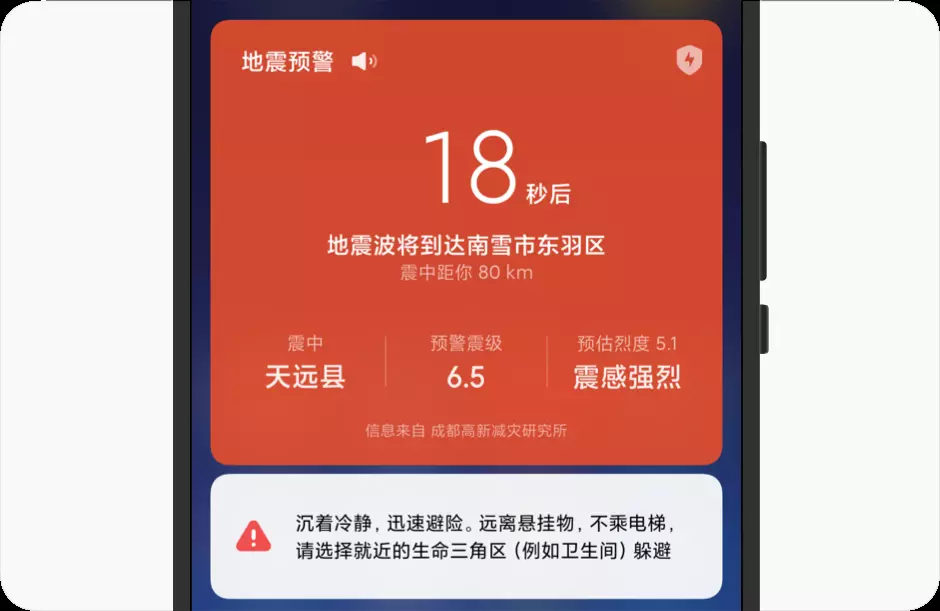 地震预警
18秒后
地震波将到达南雪市东羽区
震中距你 80 km
震中
预警震级
预估烈度 5.1
天远县
6.5
震感强烈
信息来自 成都高新减灾研究所
沉着冷静，迅速避险。远离悬挂物，不乘电梯，
请选择就近的生命三角区（例如卫生间）躲避